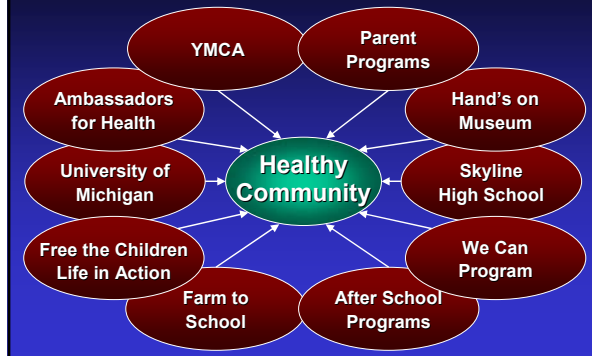 YMCA
Parent
Programs
Ambassadors
for Health
Hand's on
Museum
University of
Michigan
Healthy
Community
Skyline
High School
Free the Children
Life in Action
We Can
Program
Farm to
School
After School
Programs